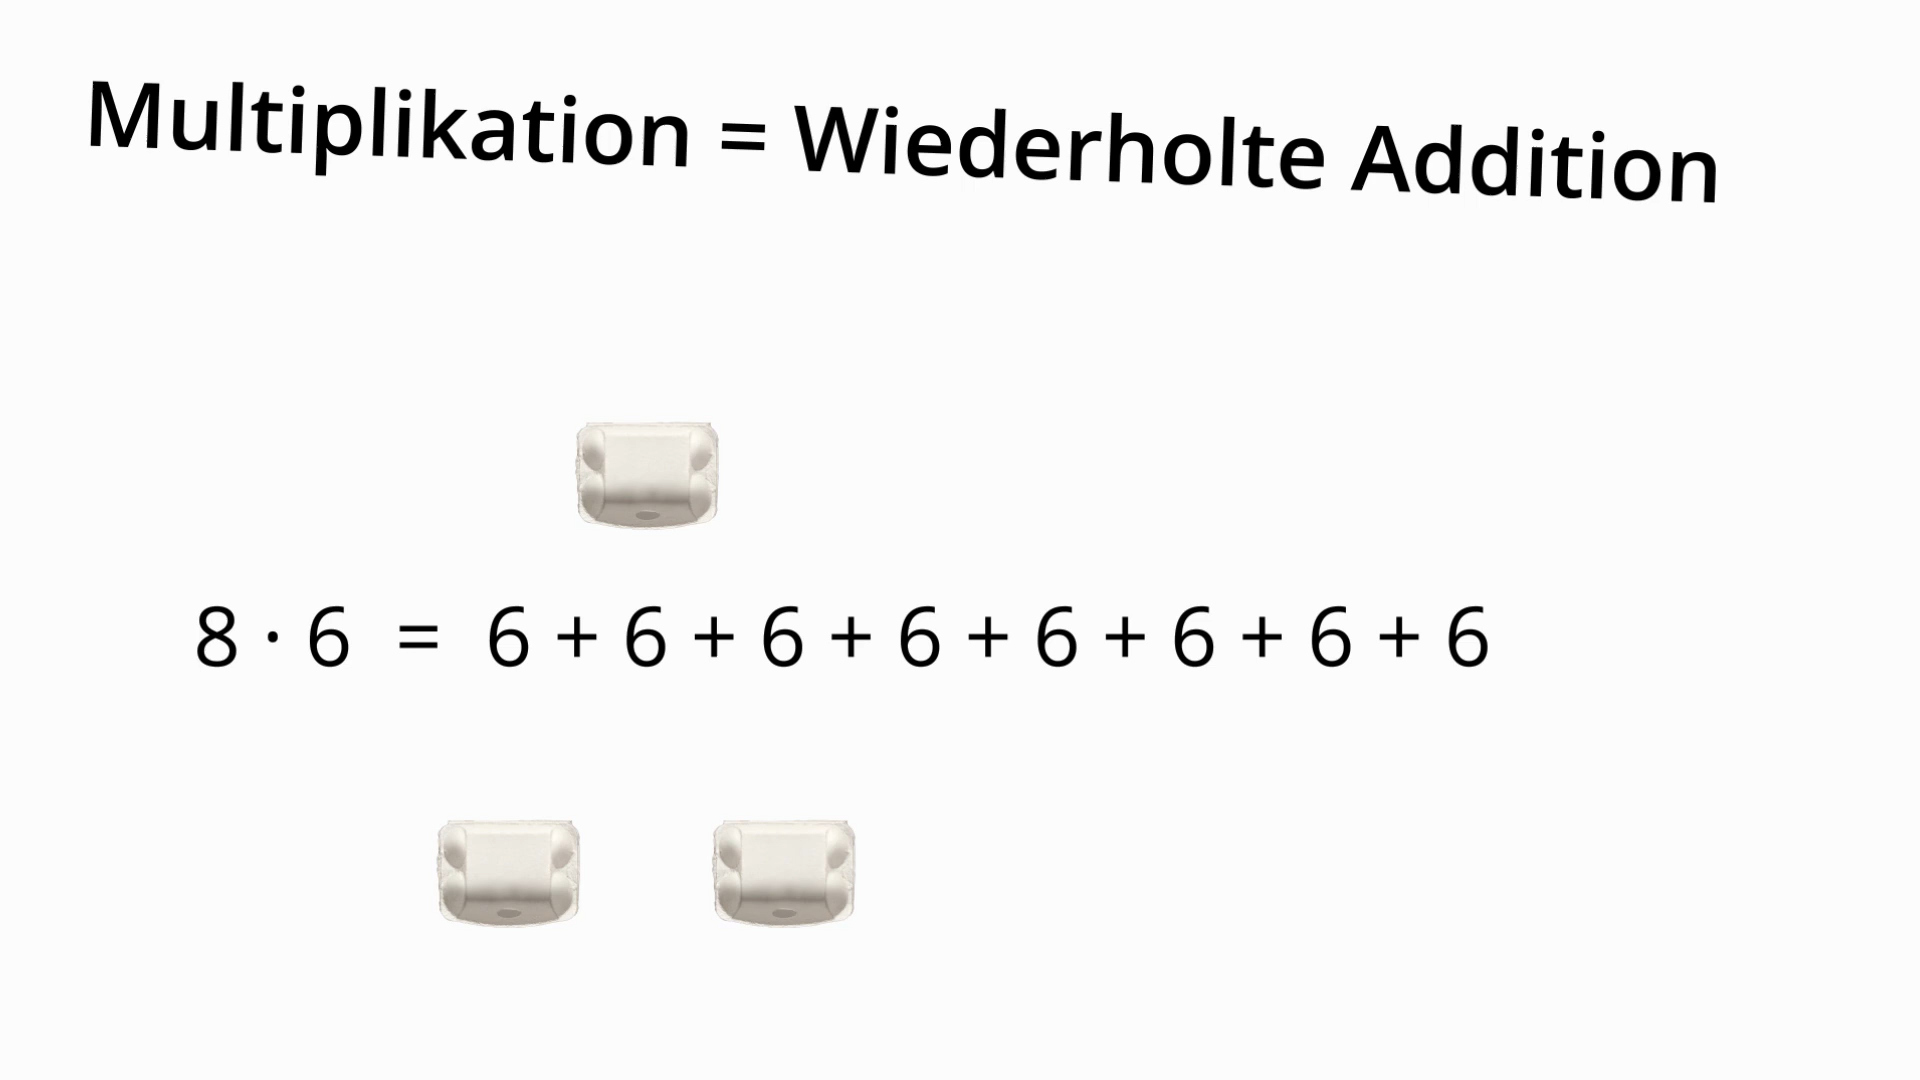 Multiplikation = Wiederholte Addition
8 · 6 = 6 + 6 + 6 + 6 + 6 + 6 + 6 + 6